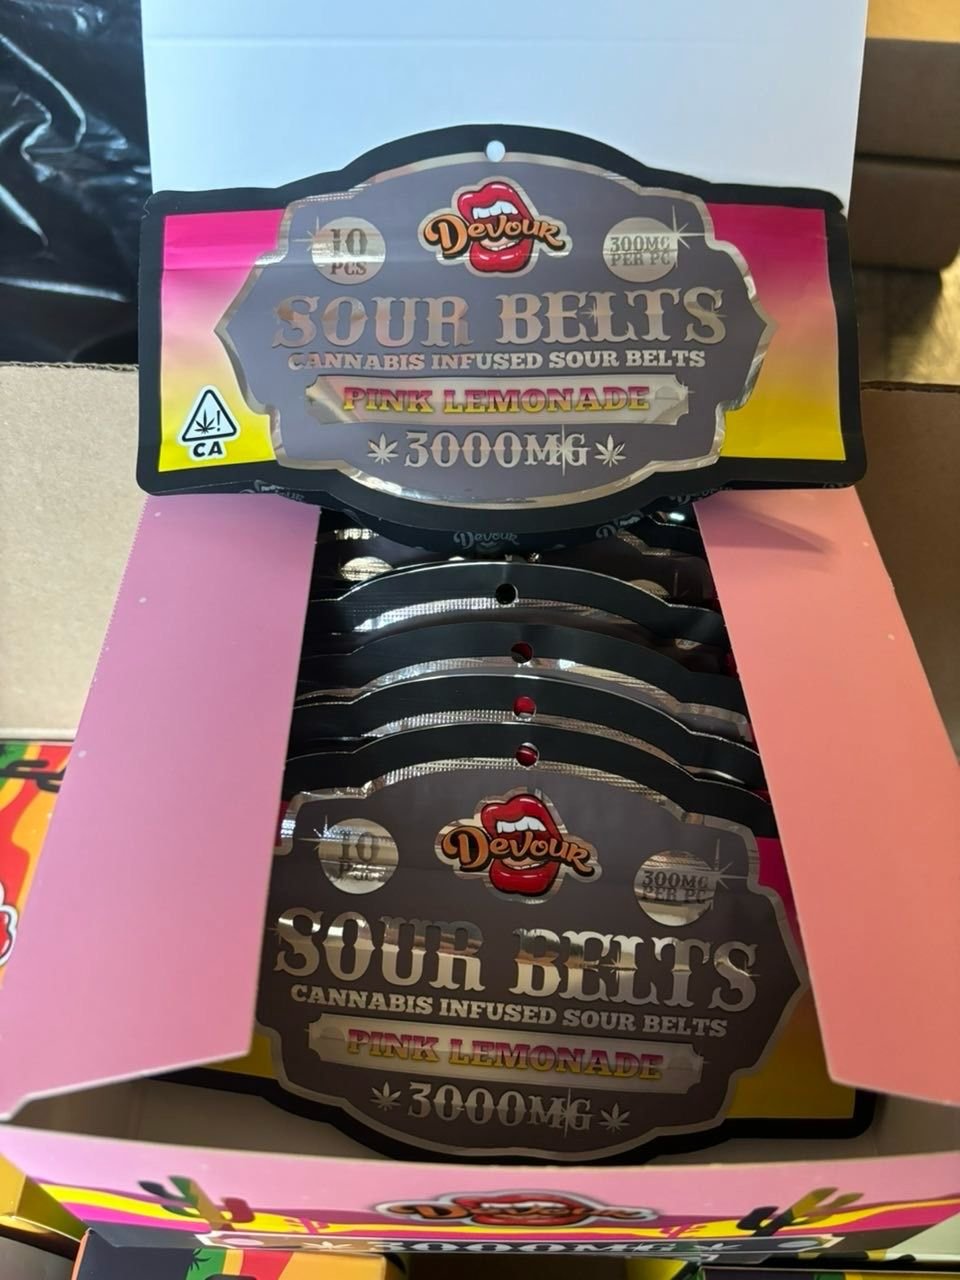 Devour
10
PCS
300MG
PER PC
SOUR BELTS
CANNABIS INFUSED SOUR BELTS
PINK LEMONADE
3000MG
CA
Devour
Devour
10
300MG
PER PC
SOUR BELTS
CANNABIS INFUSED SOUR BELTS
PINK LEMONADE
3000MG
Devour
3000MG